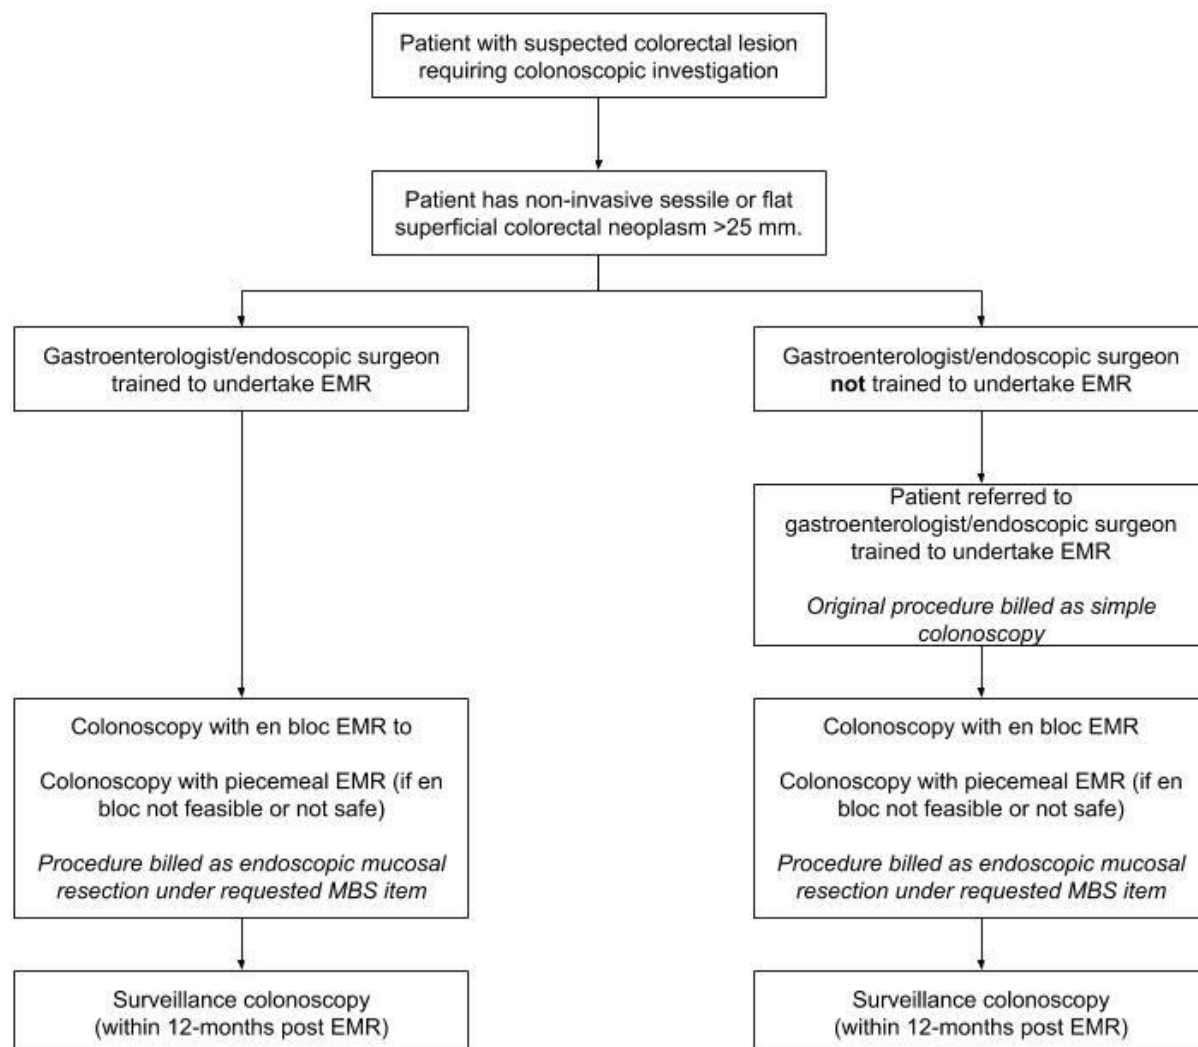 Patient with suspected colorectal lesion
requiring colonoscopic investigation
Patient has non-invasive sessile or flat
superficial colorectal neoplasm >25 mm.
Gastroenterologist/endoscopic surgeon
trained to undertake EMR
Gastroenterologist/endoscopic surgeon
not trained to undertake EMR
Patient referred to
gastroenterologist/endoscopic surgeon
trained to undertake EMR
Original procedure billed as simple
colonoscopy
Colonoscopy with en bloc EMR to
Colonoscopy with piecemeal EMR (if en
bloc not feasible or not safe)
Procedure billed as endoscopic mucosal
resection under requested MBS item
Colonoscopy with en bloc EMR
Colonoscopy with piecemeal EMR (if en
bloc not feasible or not safe)
Procedure billed as endoscopic mucosal
resection under requested MBS item
Surveillance colonoscopy
(within 12-months post EMR)
Surveillance colonoscopy
(within 12-months post EMR)